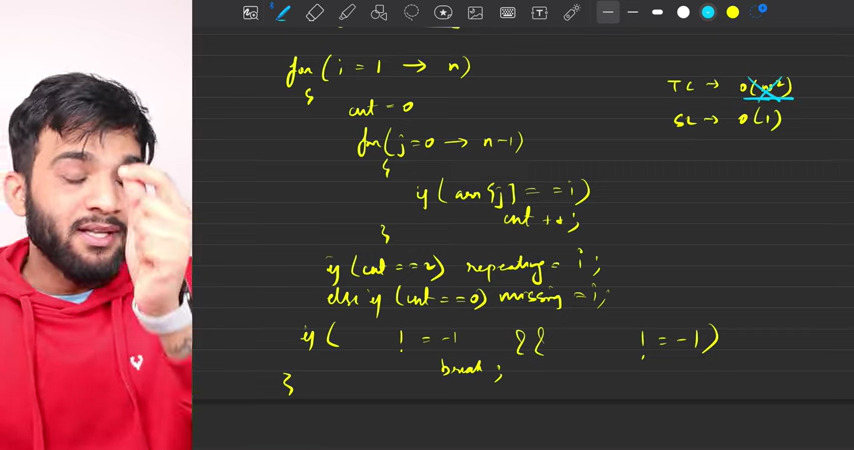 for( i = 1 → n)
{
cnt = 0
for( j = 0 → n-1)
{
if (arr[j] == i)
cnt ++;
}
if (cnt == 2) repeating = i;
else if (cnt == 0) missing = i;
if ( != -1 && != -1)
break;
}
TC → O(n²)
SC → O(1)